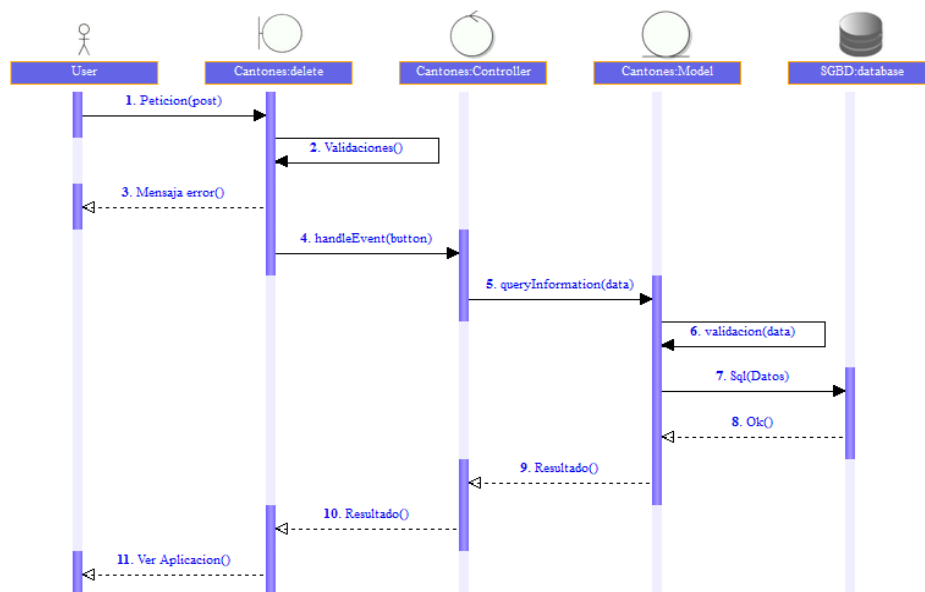 User
Cantones:delete
Cantones:Controller
Cantones:Model
SGBD:database
1. Peticion(post)
2. Validaciones()
3. Mensaja error()
4. handleEvent(button)
5. queryInformation(data)
6. validacion(data)
7. Sql(Datos)
8. Ok()
9. Resultado()
10. Resultado()
11. Ver Aplicacion()